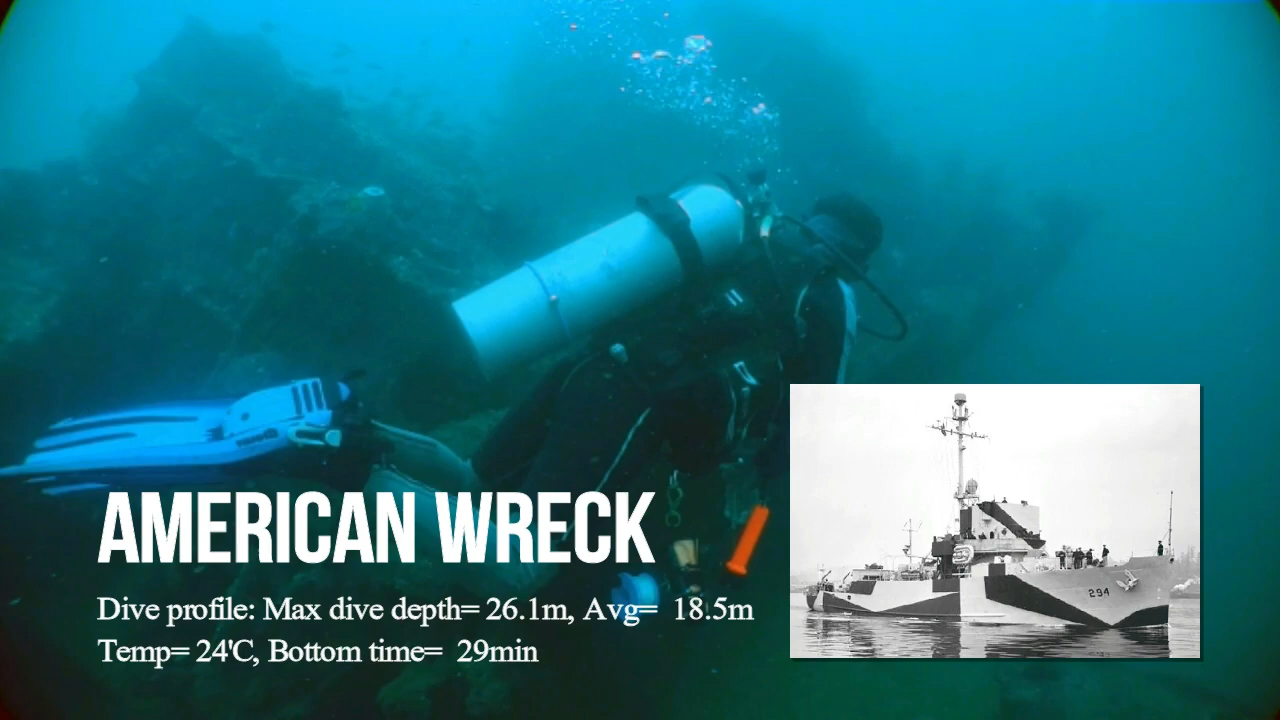 AMERICAN WRECK
Dive profile: Max dive depth= 26.1m, Avg=  18.5m
Temp= 24'C, Bottom time=  29min
294